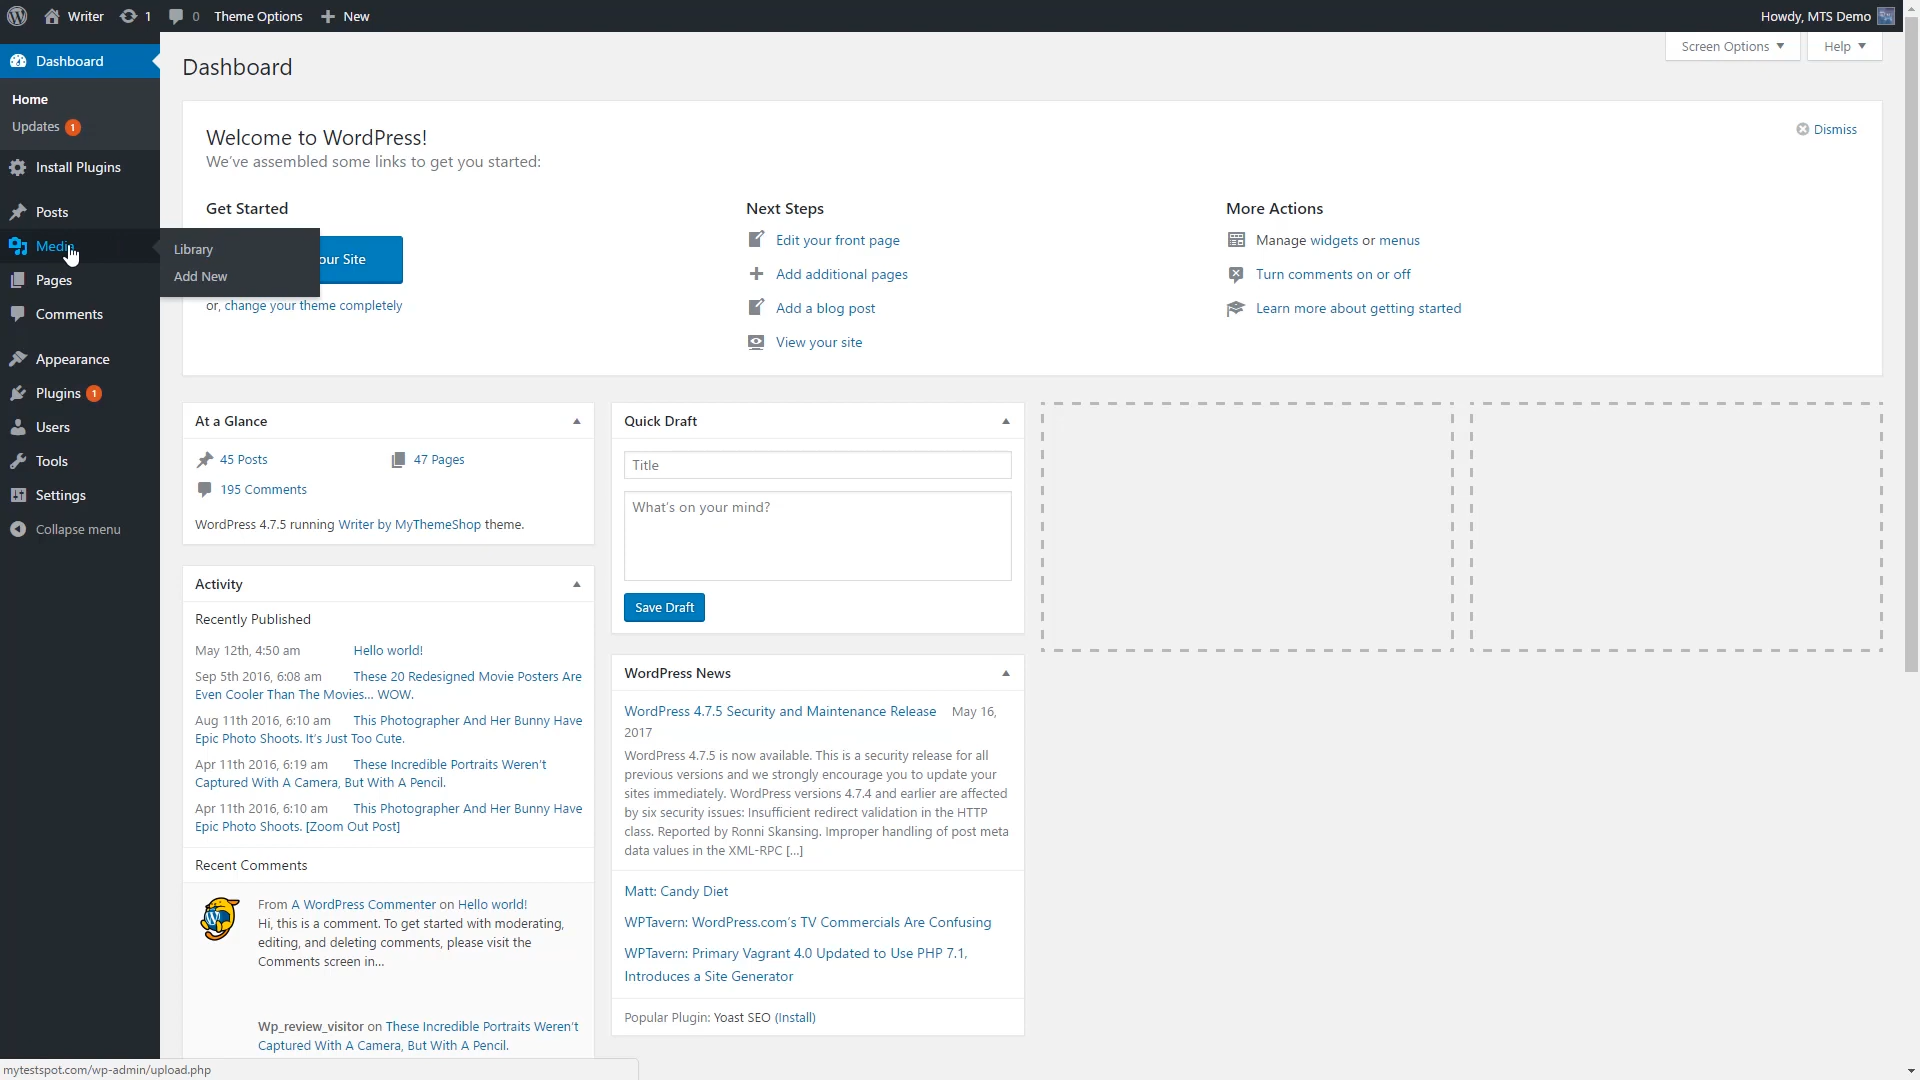 Writer 1 0 Theme Options New
Howdy, MTS Demo
Screen Options Help
Dashboard
Home
Updates 1
Install Plugins
Posts
Media
Library
Add New
Pages
Comments
Appearance
Plugins 1
Users
Tools
Settings
Collapse menu
Dashboard
Welcome to WordPress!
Dismiss
We've assembled some links to get you started:
Get Started
our Site
or, change your theme completely
Next Steps
Edit your front page
Add additional pages
Add a blog post
View your site
More Actions
Manage widgets or menus
Turn comments on or off
Learn more about getting started
At a Glance
45 Posts 47 Pages
195 Comments
WordPress 4.7.5 running Writer by MyThemeShop theme.
Activity
Recently Published
May 12th, 4:50 am Hello world!
Sep 5th 2016, 6:08 am These 20 Redesigned Movie Posters Are
Even Cooler Than The Movies... WOW.
Aug 11th 2016, 6:10 am This Photographer And Her Bunny Have
Epic Photo Shoots. It's Just Too Cute.
Apr 11th 2016, 6:19 am These Incredible Portraits Weren't
Captured With A Camera, But With A Pencil.
Apr 11th 2016, 6:10 am This Photographer And Her Bunny Have
Epic Photo Shoots. [Zoom Out Post]
Recent Comments
From A WordPress Commenter on Hello world!
Hi, this is a comment. To get started with moderating,
editing, and deleting comments, please visit the
Comments screen in...
Wp_review_visitor on These Incredible Portraits Weren't
Captured With A Camera, But With A Pencil.
Quick Draft
Title
What's on your mind?
Save Draft
WordPress News
WordPress 4.7.5 Security and Maintenance Release May 16,
2017
WordPress 4.7.5 is now available. This is a security release for all
previous versions and we strongly encourage you to update your
sites immediately. WordPress versions 4.7.4 and earlier are affected
by six security issues: Insufficient redirect validation in the HTTP
class. Reported by Ronni Skansing. Improper handling of post meta
data values in the XML-RPC [...]
Matt: Candy Diet
WPTavern: WordPress.com's TV Commercials Are Confusing
WPTavern: Primary Vagrant 4.0 Updated to Use PHP 7.1,
Introduces a Site Generator
Popular Plugin: Yoast SEO (Install)
mytestspot.com/wp-admin/upload.php